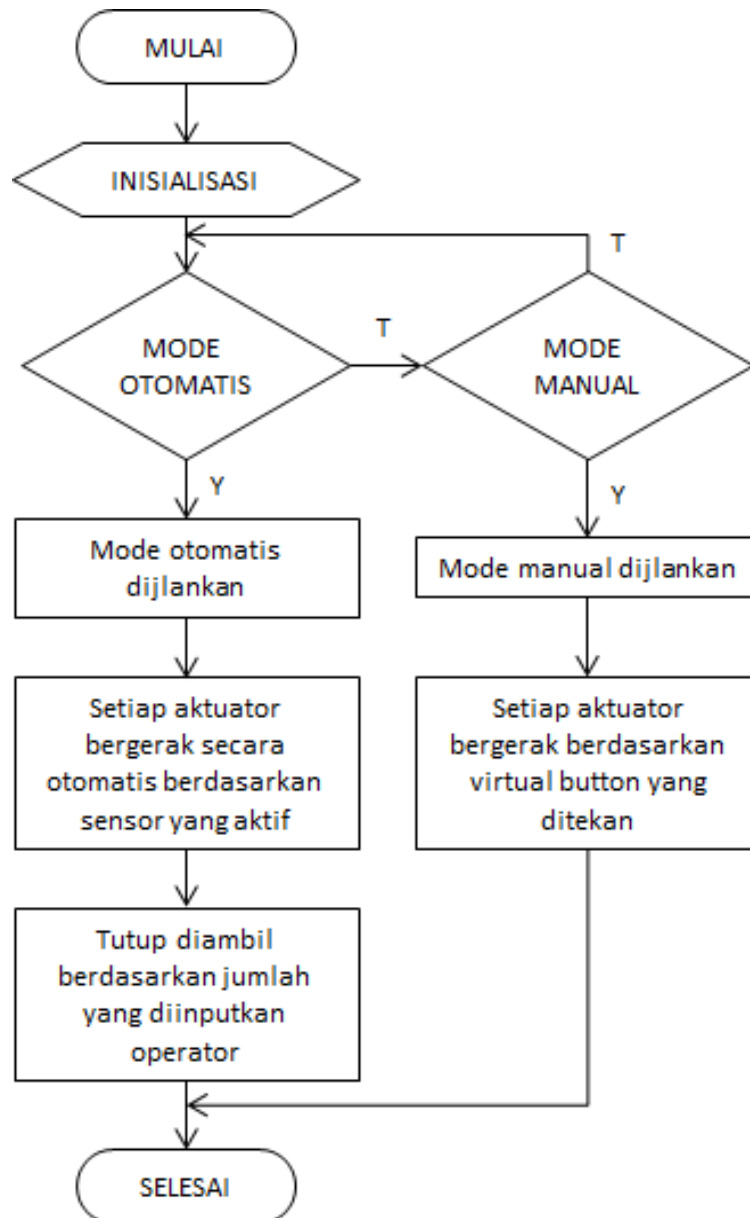 MULAI
INISIALISASI
T
T
MODE
OTOMATIS
MODE
MANUAL
Y
Y
Mode otomatis
dijlankan
Mode manual dijlankan
Setiap aktuator
bergerak secara
otomatis berdasarkan
sensor yang aktif
Setiap aktuator
bergerak berdasarkan
virtual button yang
ditekan
Tutup diambil
berdasarkan jumlah
yang diinputkan
operator
SELESAI